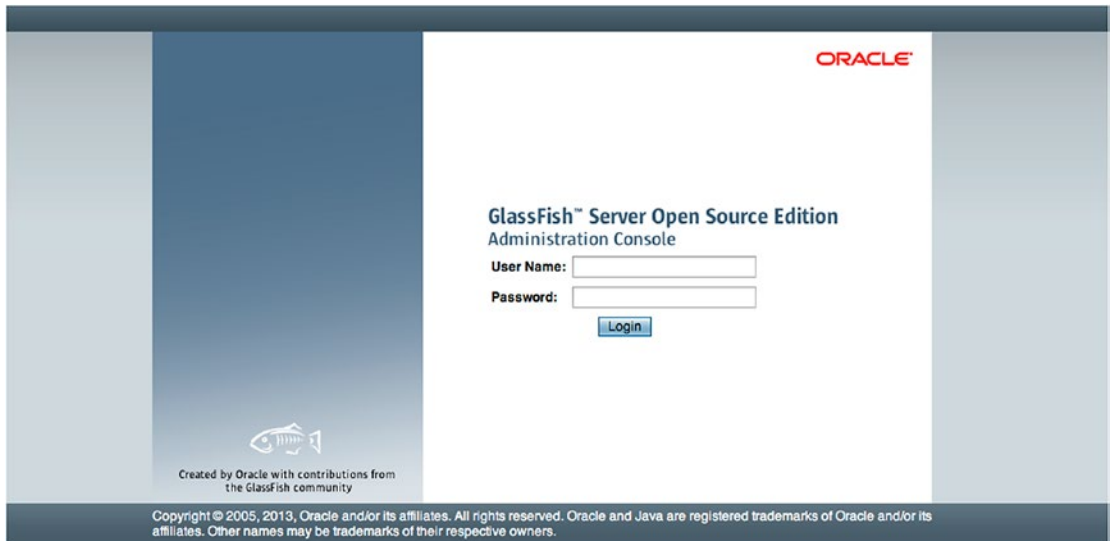 ORACLE®
GlassFish™ Server Open Source Edition
Administration Console
User Name:
Password:
Login
Created by Oracle with contributions from
the GlassFish community
Copyright © 2005, 2013, Oracle and/or its affiliates. All rights reserved. Oracle and Java are registered trademarks of Oracle and/or its
affiliates. Other names may be trademarks of their respective owners.